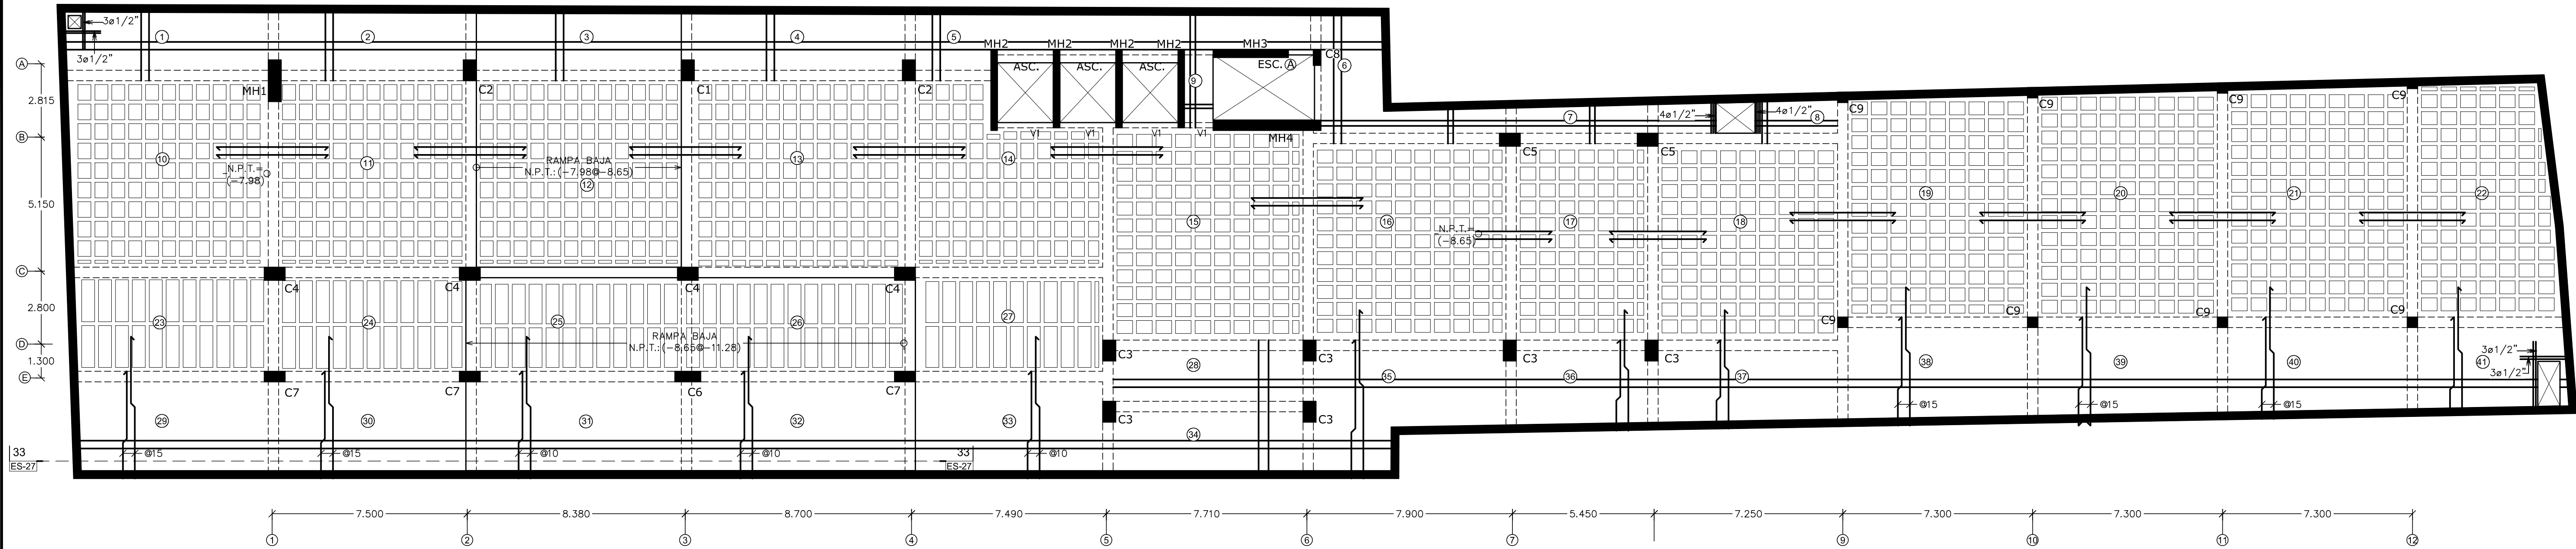 3ø1/2"
3ø1/2"
1
2
3
4
5
MH2
MH2
MH2
MH2
MH3
C8
ESC. A
ASC.
ASC.
ASC.
6
9
A
2.815
B
5.150
C
2.800
D
1.300
E
MH1
C2
C1
C2
V1
V1
V1
V1
MH4
7
8
4ø1/2"
4ø1/2"
C5
C5
C9
C9
C9
C9
10
11
RAMPA BAJA
N.P.T.:(-7.98@-8.65)
12
13
14
15
16
17
18
19
20
21
22
N.P.T.=
(-7.98)
N.P.T.=
(-8.65)
C4
C4
C4
C4
C9
C9
C9
C9
23
24
25
26
27
RAMPA BAJA
N.P.T.:(-8.65@-11.28)
C3
C3
C3
C3
28
35
36
37
38
39
40
41
3ø1/2"
3ø1/2"
C7
C7
C6
C7
C3
C3
@15
@15
@15
29
30
31
32
33
34
@15
@15
@10
@10
@10
33
ES-27
33
ES-27
7.500
8.380
8.700
7.490
7.710
7.900
5.450
7.250
7.300
7.300
7.300
1
2
3
4
5
6
7
9
10
11
12